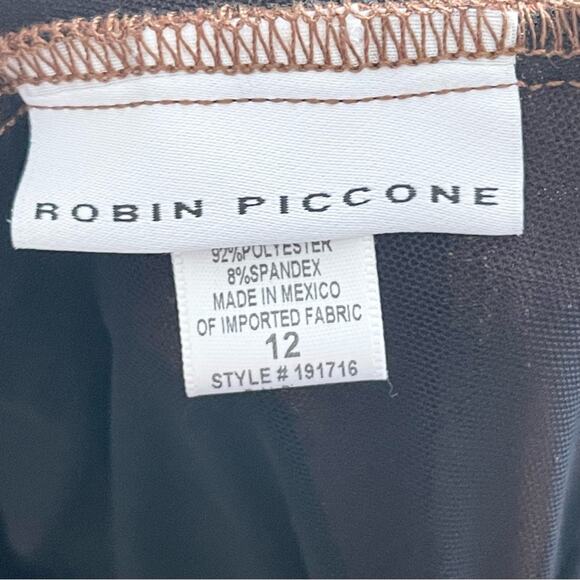 ROBIN PICCONE
92%POLYESTER
8%SPANDEX
MADE IN MEXICO
OF IMPORTED FABRIC
12
STYLE # 191716